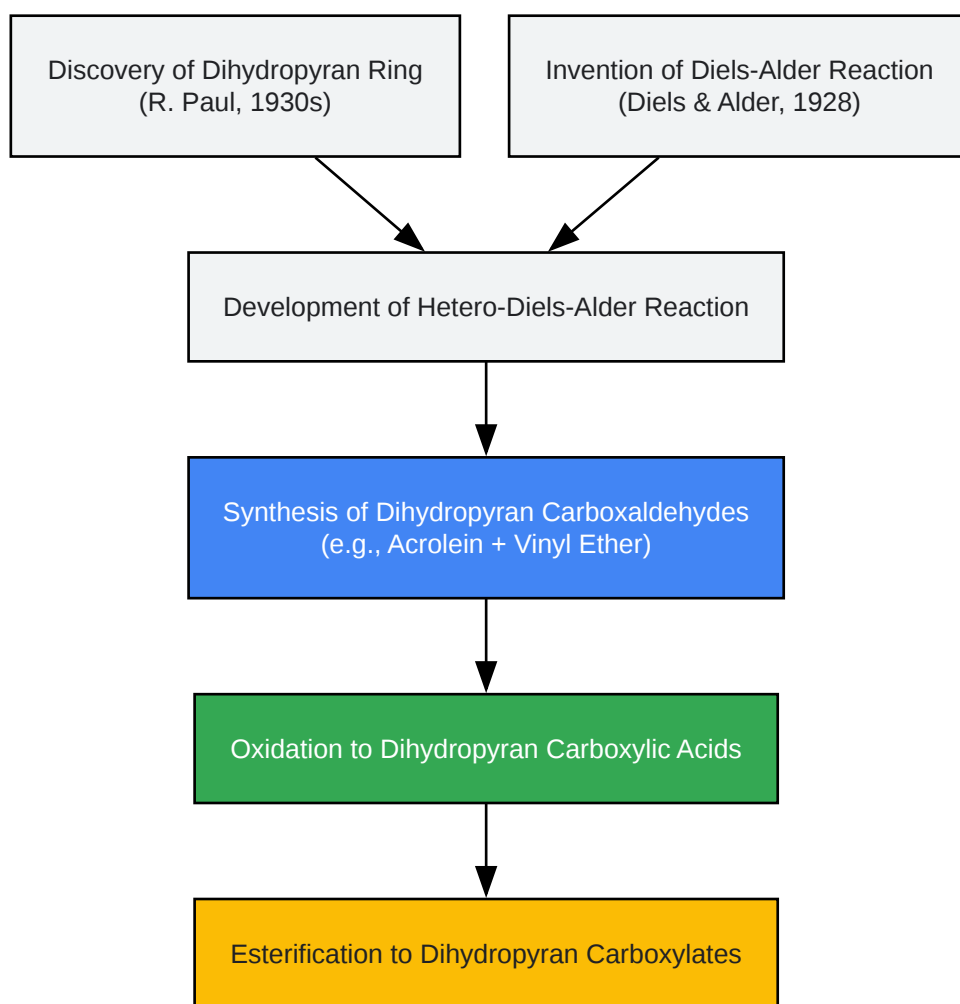 Discovery of Dihydropyran Ring
(R. Paul, 1930s)
Invention of Diels-Alder Reaction
(Diels & Alder, 1928)
Development of Hetero-Diels-Alder Reaction
Synthesis of Dihydropyran Carboxaldehydes
(e.g., Acrolein + Vinyl Ether)
Oxidation to Dihydropyran Carboxylic Acids
Esterification to Dihydropyran Carboxylates